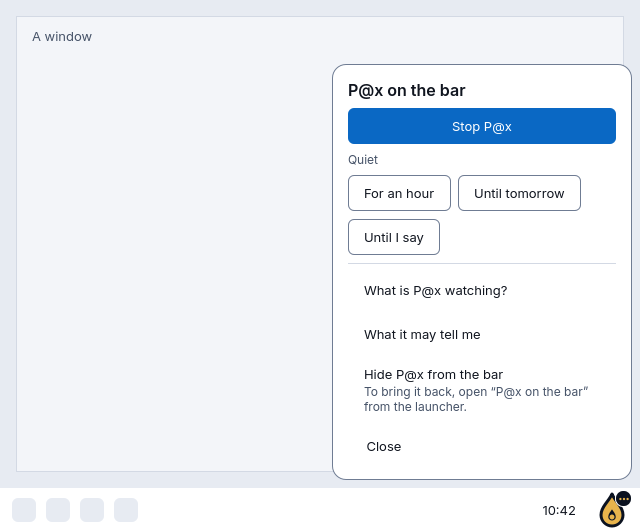 A window
P@x on the bar
Stop P@x
Quiet
For an hour
Until tomorrow
Until I say
What is P@x watching?
What it may tell me
Hide P@x from the bar
To bring it back, open “P@x on the bar”
from the launcher.
Close
10:42